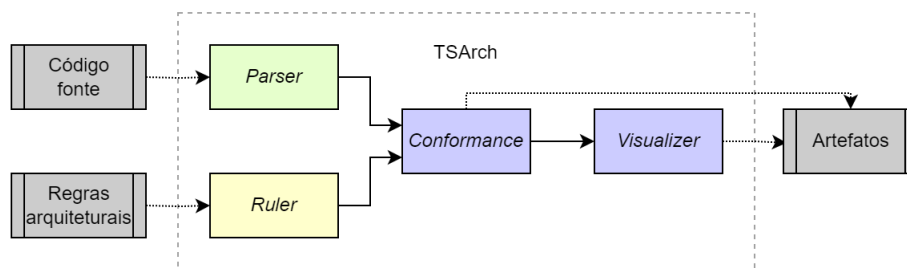 TSArch
Código
fonte
Parser
Conformance
Visualizer
Artefatos
Regras
arquiteturais
Ruler